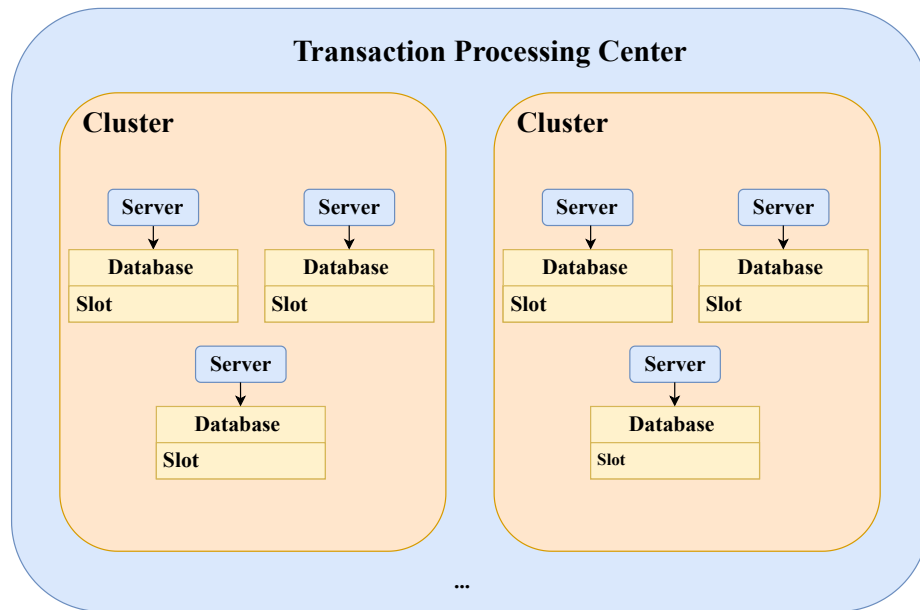 Transaction Processing Center
Cluster
Server
Server
Database
Database
Slot
Slot
Server
Database
Slot
Cluster
Server
Server
Database
Database
Slot
Slot
Server
Database
Slot
...